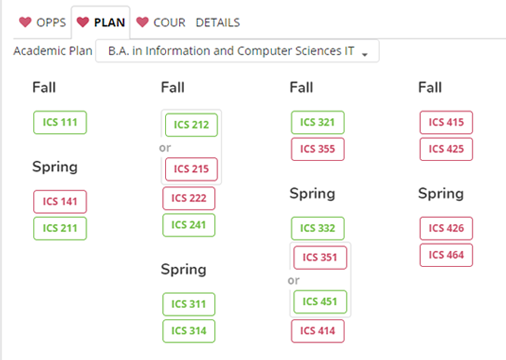 OPPS PLAN COUR DETAILS
Academic Plan B.A. in Information and Computer Sciences IT
Fall
ICS 111
Spring
ICS 141
ICS 211
Fall
ICS 212
or
ICS 215
ICS 222
ICS 241
Spring
ICS 311
ICS 314
Fall
ICS 321
ICS 355
Spring
ICS 332
ICS 351
or
ICS 451
ICS 414
Fall
ICS 415
ICS 425
Spring
ICS 426
ICS 464